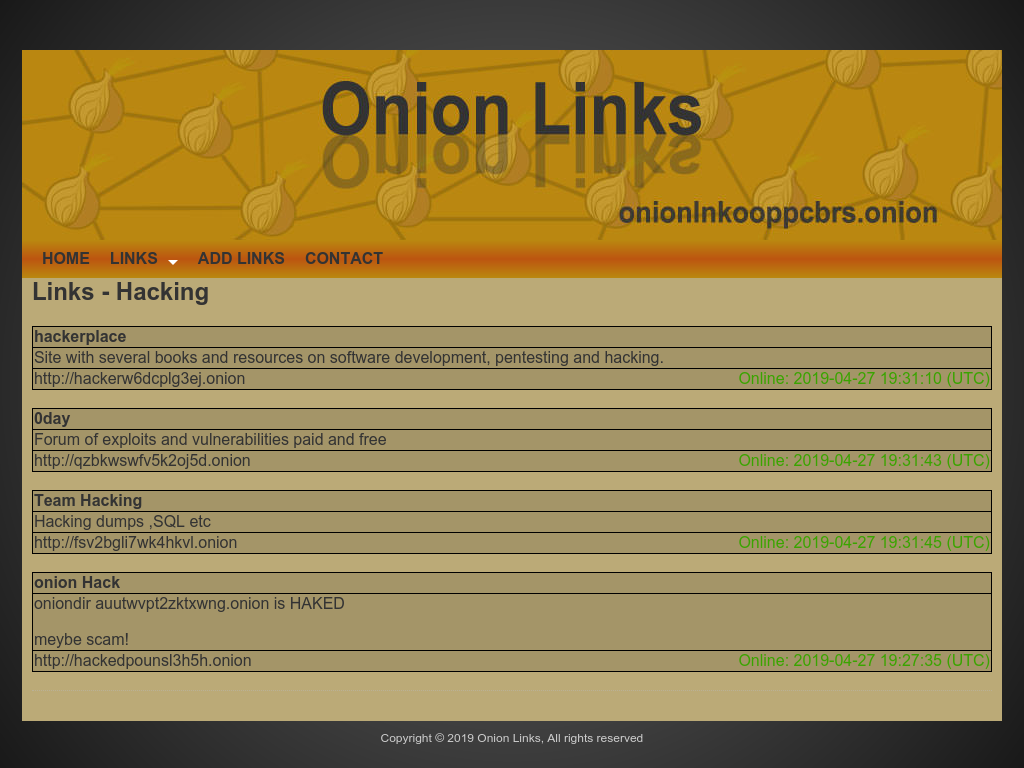 Onion Links
onionlnkooppcbrs.onion
HOME LINKS ADD LINKS CONTACT
Links - Hacking
hackerplace
Site with several books and resources on software development, pentesting and hacking.
http://hackerw6dcplg3ej.onion Online: 2019-04-27 19:31:10 (UTC)
0day
Forum of exploits and vulnerabilities paid and free
http://qzbkwswfv5k2oj5d.onion Online: 2019-04-27 19:31:43 (UTC)
Team Hacking
Hacking dumps ,SQL etc
http://fsv2bgli7wk4hkvl.onion Online: 2019-04-27 19:31:45 (UTC)
onion Hack
oniondir auutwvpt2zktxwng.onion is HAKED
meybe scam!
http://hackedpounsl3h5h.onion Online: 2019-04-27 19:27:35 (UTC)
Copyright © 2019 Onion Links, All rights reserved